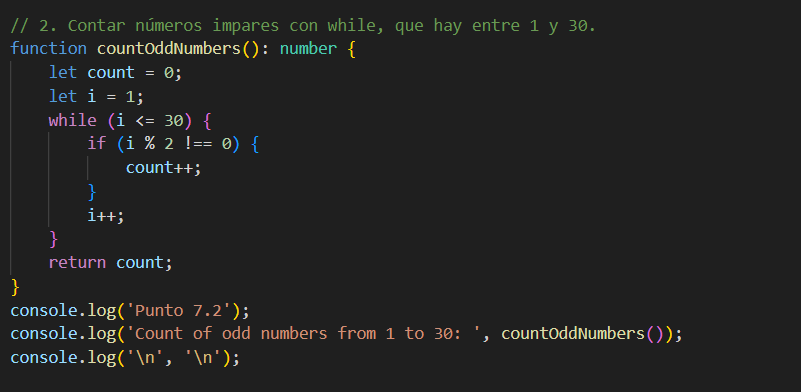 // 2. Contar números impares con while, que hay entre 1 y 30.
function countOddNumbers(): number {
    let count = 0;
    let i = 1;
    while (i <= 30) {
        if (i % 2 !== 0) {
            count++;
        }
        i++;
    }
    return count;
}
console.log('Punto 7.2');
console.log('Count of odd numbers from 1 to 30: ', countOddNumbers());
console.log('\n', '\n');